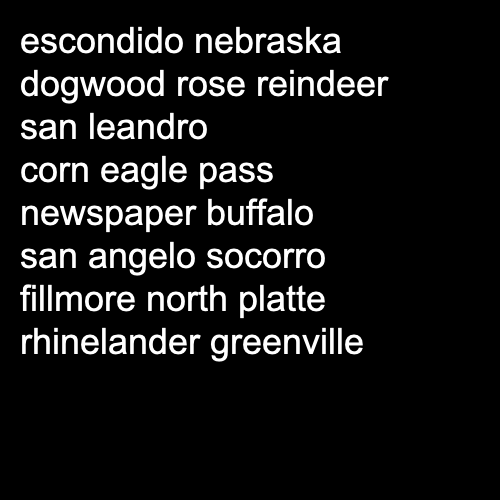 escondido nebraska
dogwood rose reindeer
san leandro
corn eagle pass
newspaper buffalo
san angelo socorro
fillmore north platte
rhinelander greenville